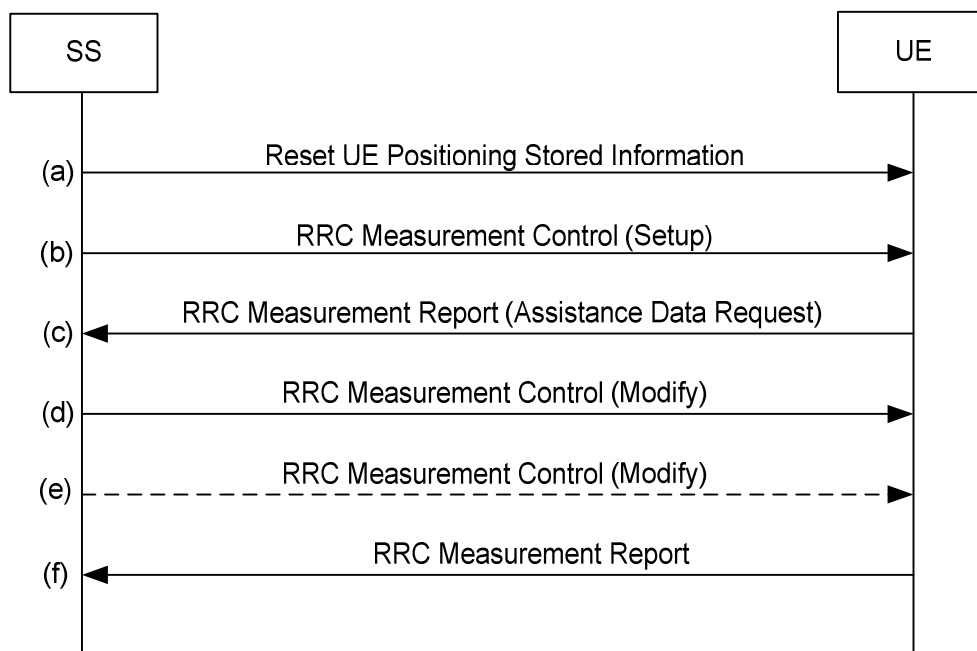 SS
UE
(a) Reset UE Positioning Stored Information
(b) RRC Measurement Control (Setup)
(c) RRC Measurement Report (Assistance Data Request)
(d) RRC Measurement Control (Modify)
(e) RRC Measurement Control (Modify)
(f) RRC Measurement Report